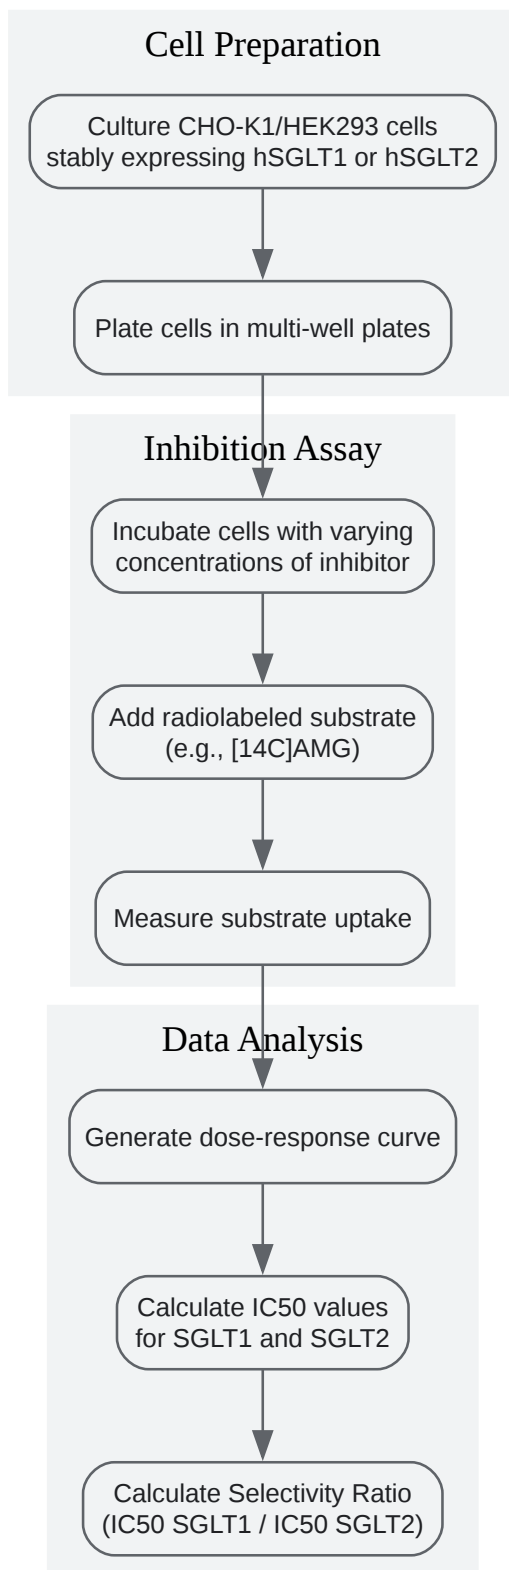 Cell Preparation
Culture CHO-K1/HEK293 cells
stably expressing hSGLT1 or hSGLT2
Plate cells in multi-well plates
Inhibition Assay
Incubate cells with varying
concentrations of inhibitor
Add radiolabeled substrate
(e.g., [14C]AMG)
Measure substrate uptake
Data Analysis
Generate dose-response curve
Calculate IC50 values
for SGLT1 and SGLT2
Calculate Selectivity Ratio
(IC50 SGLT1 / IC50 SGLT2)